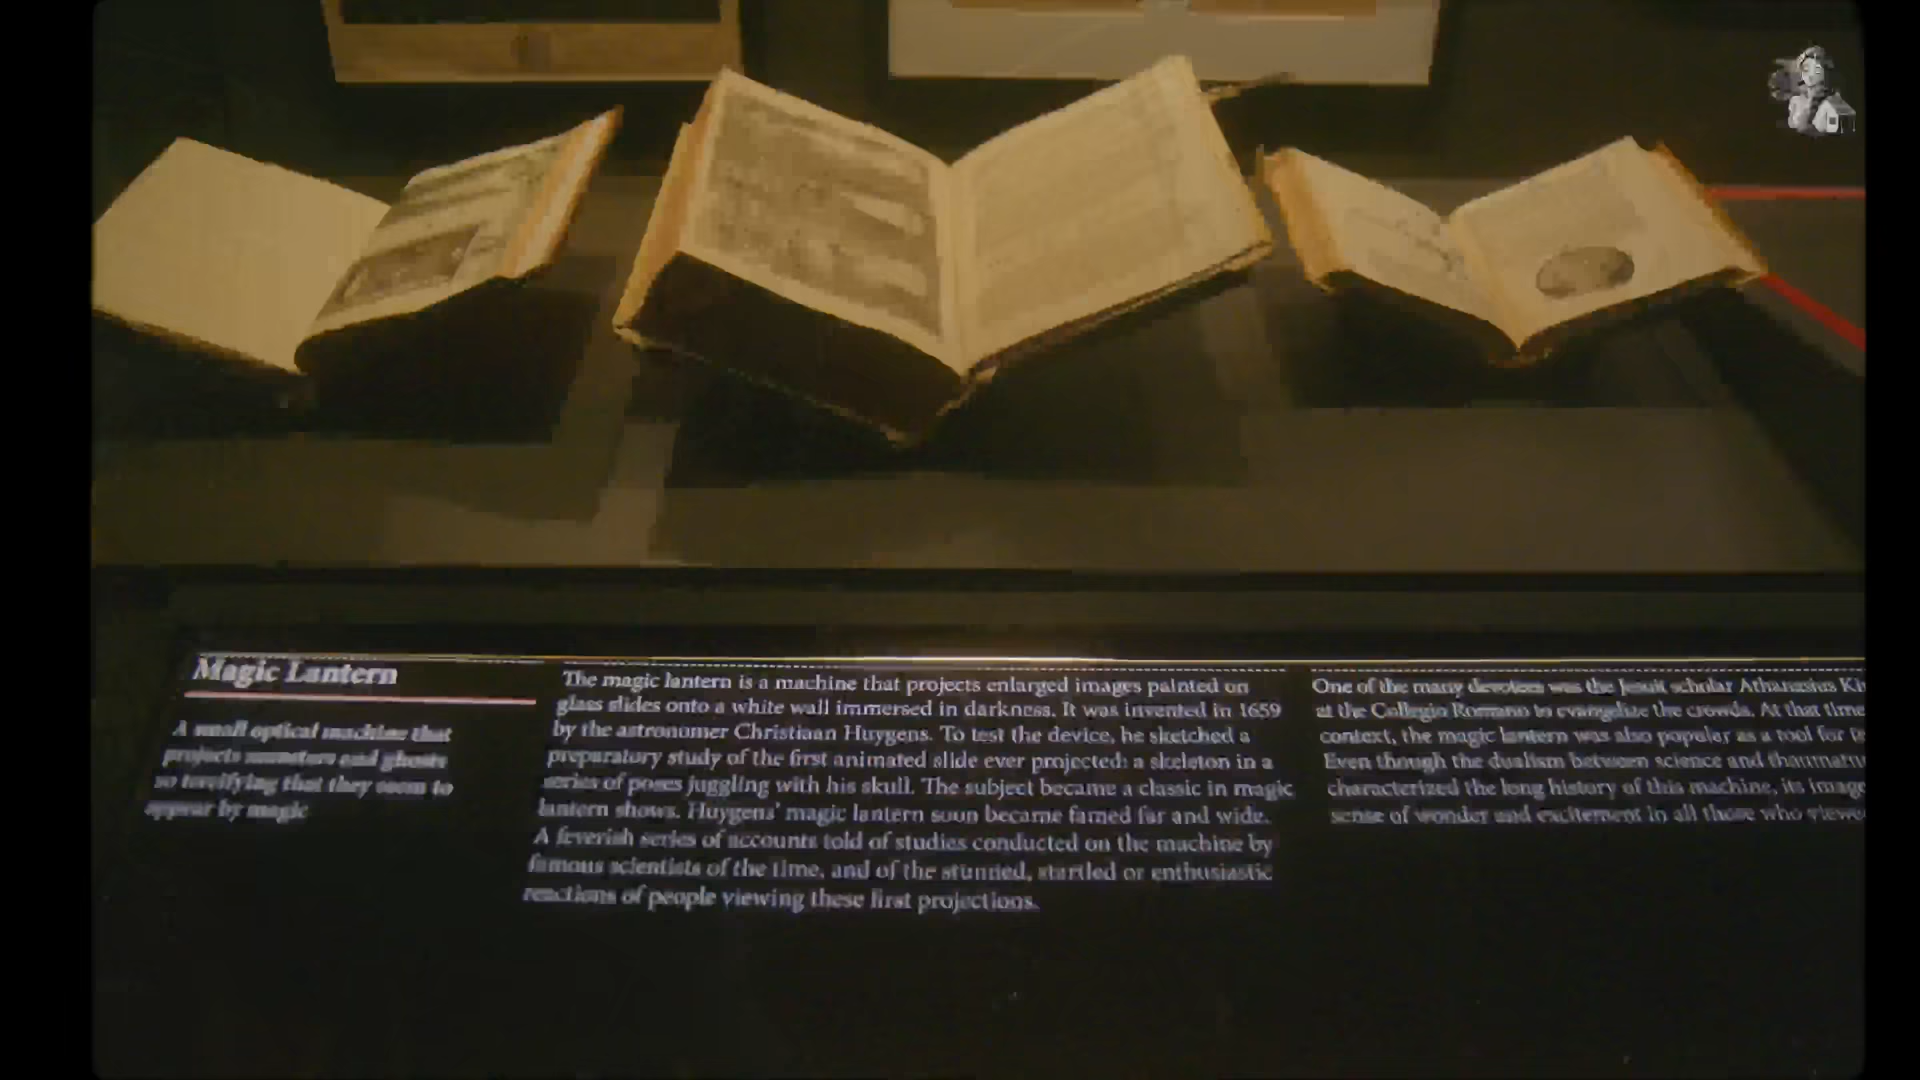 Magic Lantern
A small optical machine that
projects monsters and ghosts
so terrifying that they seem to
appear by magic
The magic lantern is a machine that projects enlarged images painted on
glass slides onto a white wall immersed in darkness. It was invented in 1659
by the astronomer Christiaan Huygens. To test the device, he sketched a
preparatory study of the first animated slide ever projected: a skeleton in a
series of poses juggling with his skull. The subject became a classic in magic
lantern shows. Huygens' magic lantern soon became famed far and wide.
A feverish series of accounts told of studies conducted on the machine by
famous scientists of the time, and of the stunned, startled or enthusiastic
reactions of people viewing these first projections.
One of the many devotees was the Jesuit scholar Athanasius
at the Collegio Romano to evangelize the crowds. At that time
context, the magic lantern was also popular as a tool for
Even though the dualism between science and
characterized the long history of this machine, its
sense of wonder and excitement in all those who